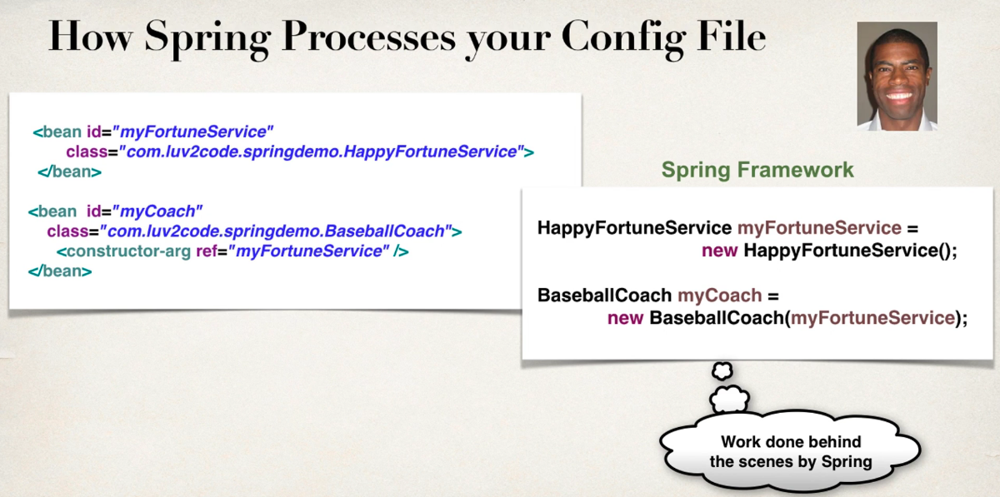 How Spring Processes your Config File
<bean id="myFortuneService"
class="com.luv2code.springdemo.HappyFortuneService">
</bean>
<bean id="myCoach"
class="com.luv2code.springdemo.BaseballCoach">
<constructor-arg ref="myFortuneService" />
</bean>
Spring Framework
HappyFortuneService myFortuneService =
new HappyFortuneService();
BaseballCoach myCoach =
new BaseballCoach(myFortuneService);
Work done behind
the scenes by Spring